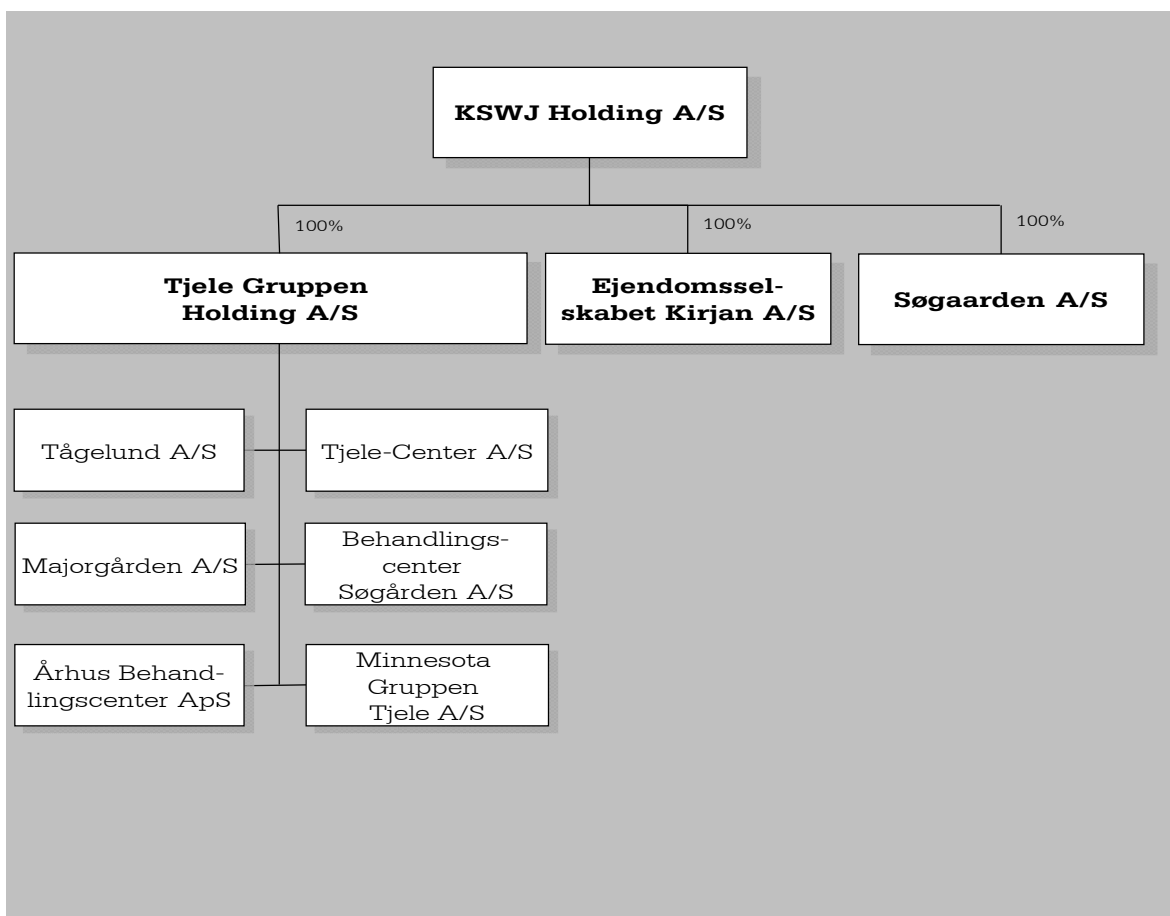 KSWJ Holding A/S
100%
100%
100%
Tjele Gruppen
Holding A/S
Ejendomssel-
skabet Kirjan A/S
Søgaarden A/S
Tågelund A/S
Tjele-Center A/S
Majorgården A/S
Behandlings-
center
Søgården A/S
Århus Behand-
lingscenter ApS
Minnesota
Gruppen
Tjele A/S